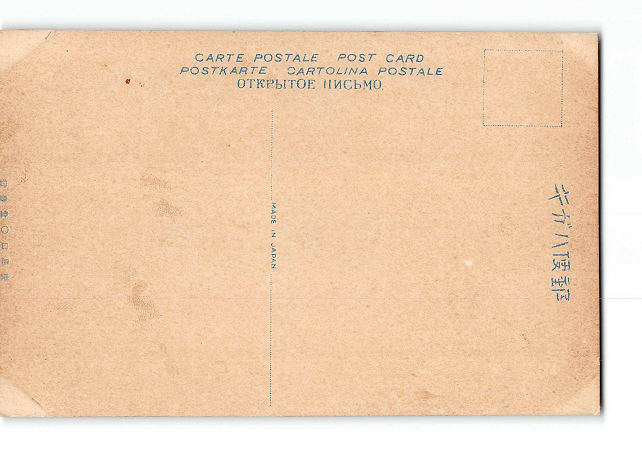 CARTE POSTALE POST CARD
POSTKARTE CARTOLINA POSTALE
ОТКРЫТОЕ ПИСЬМО.
MADE IN JAPAN
キガハ便郵